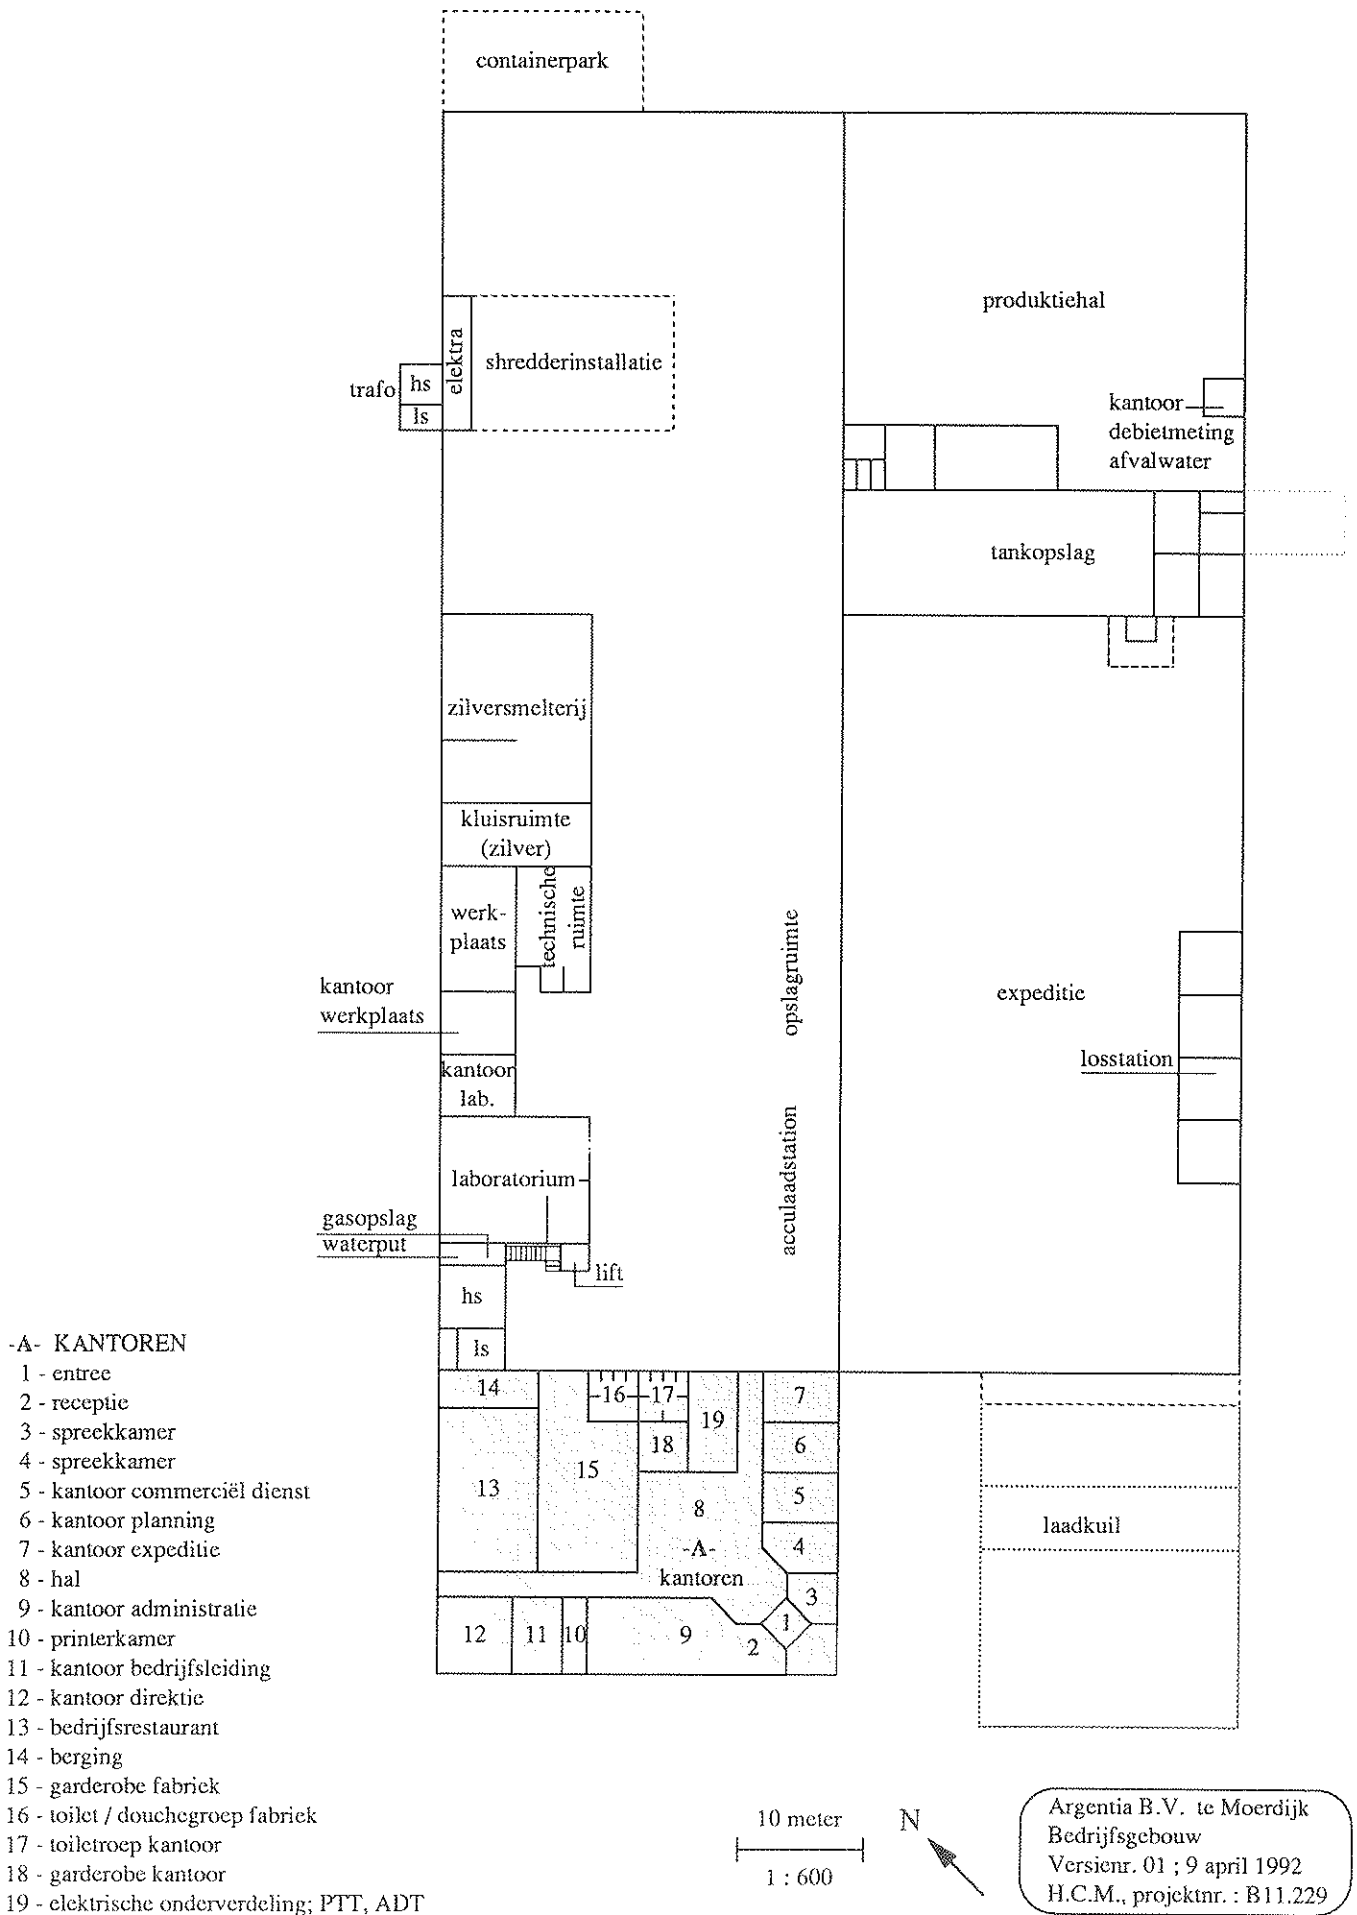 containerpark
produktiehal
elektra
shredderinstallatie
trafo
hs
ls
kantoor
debietmeting
afvalwater
tankopslag
zilversmelterij
kluisruimte
(zilver)
werk-
plaats
technische
ruimte
opslagruimte
kantoor
werkplaats
expeditie
losstation
kantoor
lab.
acculaadstation
laboratorium
gasopslag
waterput
lift
hs
ls
-A- KANTOREN
1 - entree
2 - receptie
3 - spreekkamer
4 - spreekkamer
5 - kantoor commerciël dienst
6 - kantoor planning
7 - kantoor expeditie
8 - hal
9 - kantoor administratie
10 - printerkamer
11 - kantoor bedrijfsleiding
12 - kantoor direktie
13 - bedrijfsrestaurant
14 - berging
15 - garderobe fabriek
16 - toilet / douchegroep fabriek
17 - toiletroep kantoor
18 - garderobe kantoor
19 - elektrische onderverdeling; PTT, ADT
14
16
17
7
19
18
6
15
13
8
5
-A-
kantoren
4
3
1
12
11
10
9
2
laadkuil
10 meter
1 : 600
N
Argentia B.V. te Moerdijk
Bedrijfsgebouw
Versienr. 01 ; 9 april 1992
H.C.M., projektnr. : B11.229